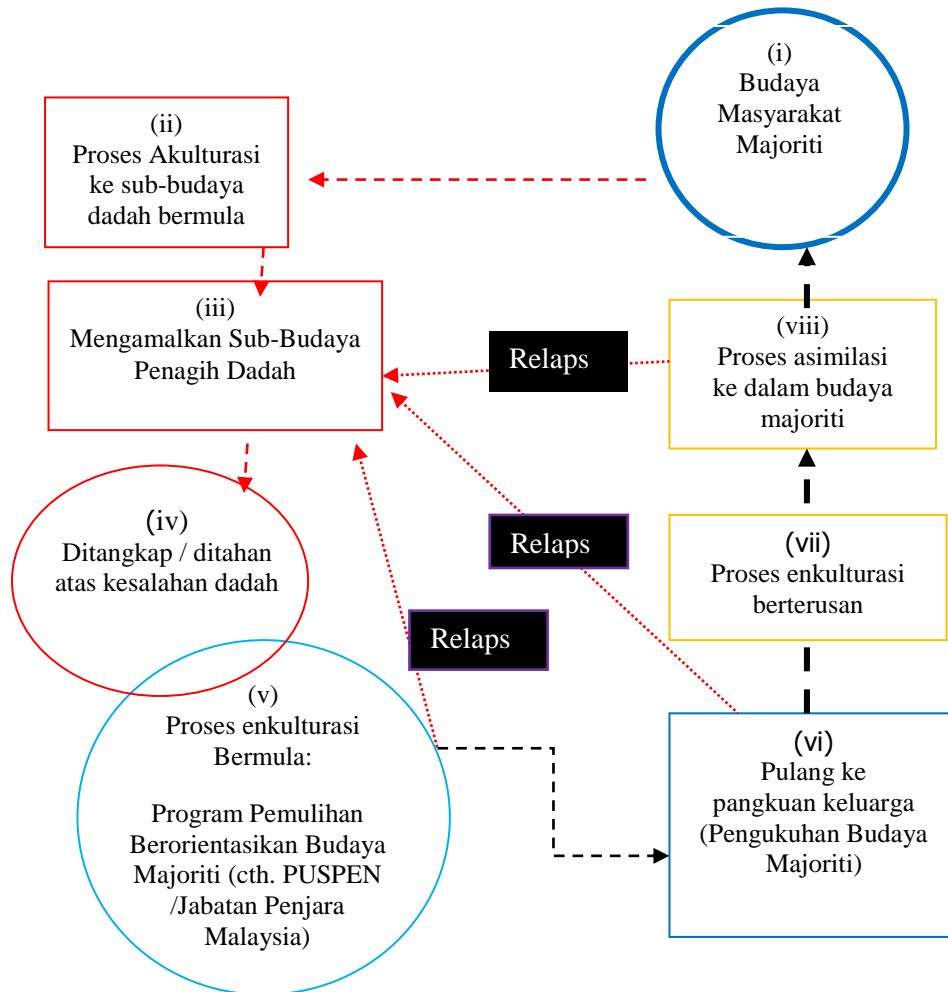 (i)
Budaya
Masyarakat
Majoriti
(ii)
Proses Akulturasi
ke sub-budaya
dadah bermula
(iii)
Mengamalkan Sub-Budaya
Penagih Dadah
Relaps
(viii)
Proses asimilasi
ke dalam budaya
majoriti
(iv)
Ditangkap / ditahan
atas kesalahan dadah
Relaps
(vii)
Proses enkulturasi
berterusan
Relaps
(v)
Proses enkulturasi
Bermula:
Program Pemulihan
Berorientasikan Budaya
Majoriti (cth. PUSPEN
/Jabatan Penjara
Malaysia)
(vi)
Pulang ke
pangkuan keluarga
(Pengukuhan Budaya
Majoriti)